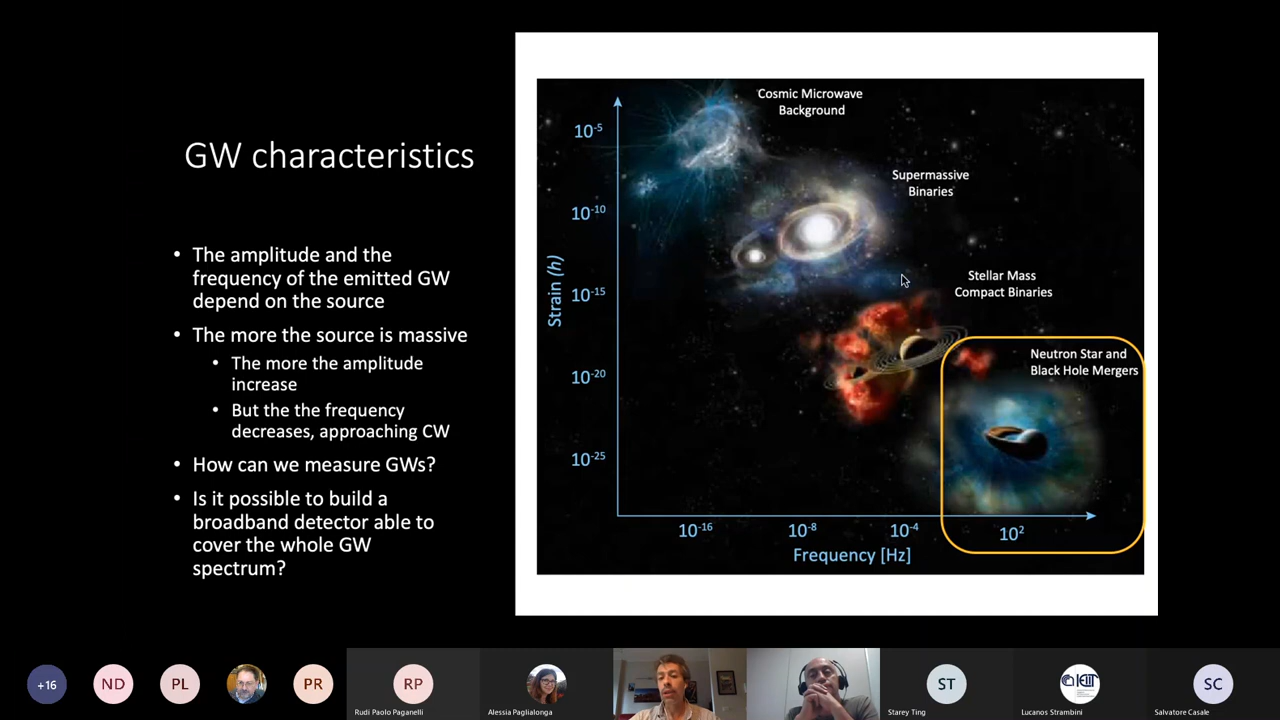 GW characteristics
• The amplitude and the
frequency of the emitted GW
depend on the source
• The more the source is massive
• The more the amplitude
increase
• But the the frequency
decreases, approaching CW
• How can we measure GWs?
• Is it possible to build a
broadband detector able to
cover the whole GW
spectrum?
Cosmic Microwave
Background
Supermassive
Binaries
Stellar Mass
Compact Binaries
Neutron Star and
Black Hole Mergers
Strain (h)
10-5
10-10
10-15
10-20
10-25
10-16
10-8
10-4
102
Frequency [Hz]
+16
ND
PL
PR
RP
Rudi Paolo Paganelli
Alessia Paglialonga
ST
Starey Ting
IEIIT
Lucanos Strambini
SC
Salvatore Casale